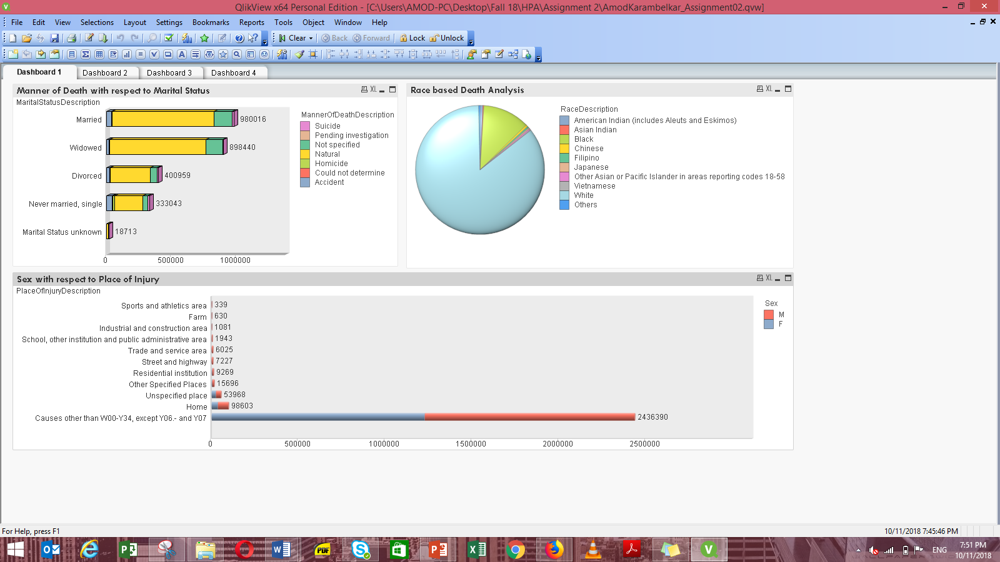 QlikView x64 Personal Edition - [C:\Users\AMOD-PC\Desktop\Fall 18\HPA\Assignment 2\AmodKarambelkar_Assignment02.qvw]
File Edit View Selections Layout Settings Bookmarks Reports Tools Object Window Help
Clear Back Forward Lock Unlock
Dashboard 1 Dashboard 2 Dashboard 3 Dashboard 4
Manner of Death with respect to Marital Status
XL
MaritalStatusDescription
Married 980016
Widowed 898440
Divorced 400959
Never married, single 333043
Marital Status unknown 18713
0 500000 1000000
MannerOfDeathDescription
Suicide
Pending investigation
Not specified
Natural
Homicide
Could not determine
Accident
Race based Death Analysis
XL
RaceDescription
American Indian (includes Aleuts and Eskimos)
Asian Indian
Black
Chinese
Filipino
Japanese
Other Asian or Pacific Islander in areas reporting codes 18-58
Vietnamese
White
Others
Sex with respect to Place of Injury
XL
PlaceOfInjuryDescription
Sports and athletics area 339
Farm 630
Industrial and construction area 1081
School, other institution and public administrative area 1943
Trade and service area 6025
Street and highway 7227
Residential institution 9269
Other Specified Places 15696
Unspecified place 53968
Home 98603
Causes other than W00-Y34, except Y06.- and Y07 2436390
0 500000 1000000 1500000 2000000 2500000
Sex
M
F
For Help, press F1
10/11/2018 7:45:46 PM
PDF
ENG
7:51 PM
10/11/2018